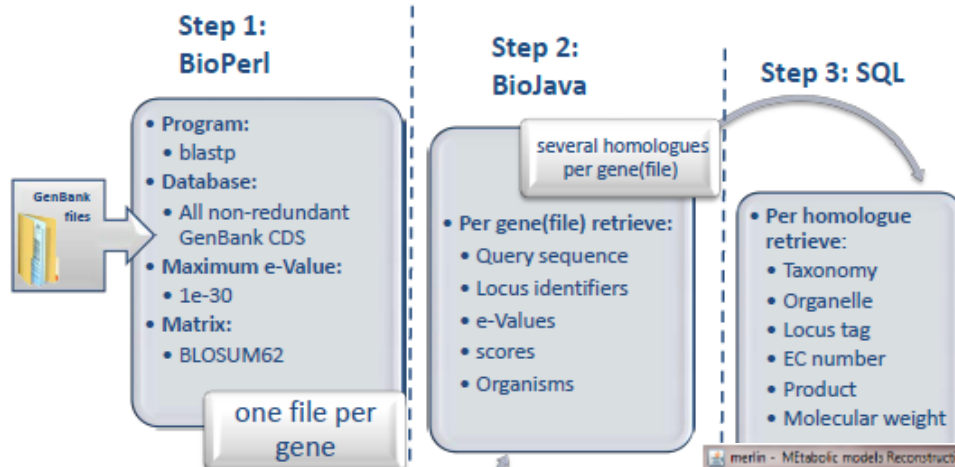 Step 1:
BioPerl
GenBank
files
• Program:
• blastp
• Database:
• All non-redundant
GenBank CDS
• Maximum e-Value:
• 1e-30
• Matrix:
• BLOSUM62
one file per
gene
Step 2:
BioJava
several homologues
per gene(file)
• Per gene(file) retrieve:
• Query sequence
• Locus identifiers
• e-Values
• scores
• Organisms
Step 3: SQL
• Per homologue
retrieve:
• Taxonomy
• Organelle
• Locus tag
• EC number
• Product
• Molecular weight
merlin - MEtabolic models Reconstruct